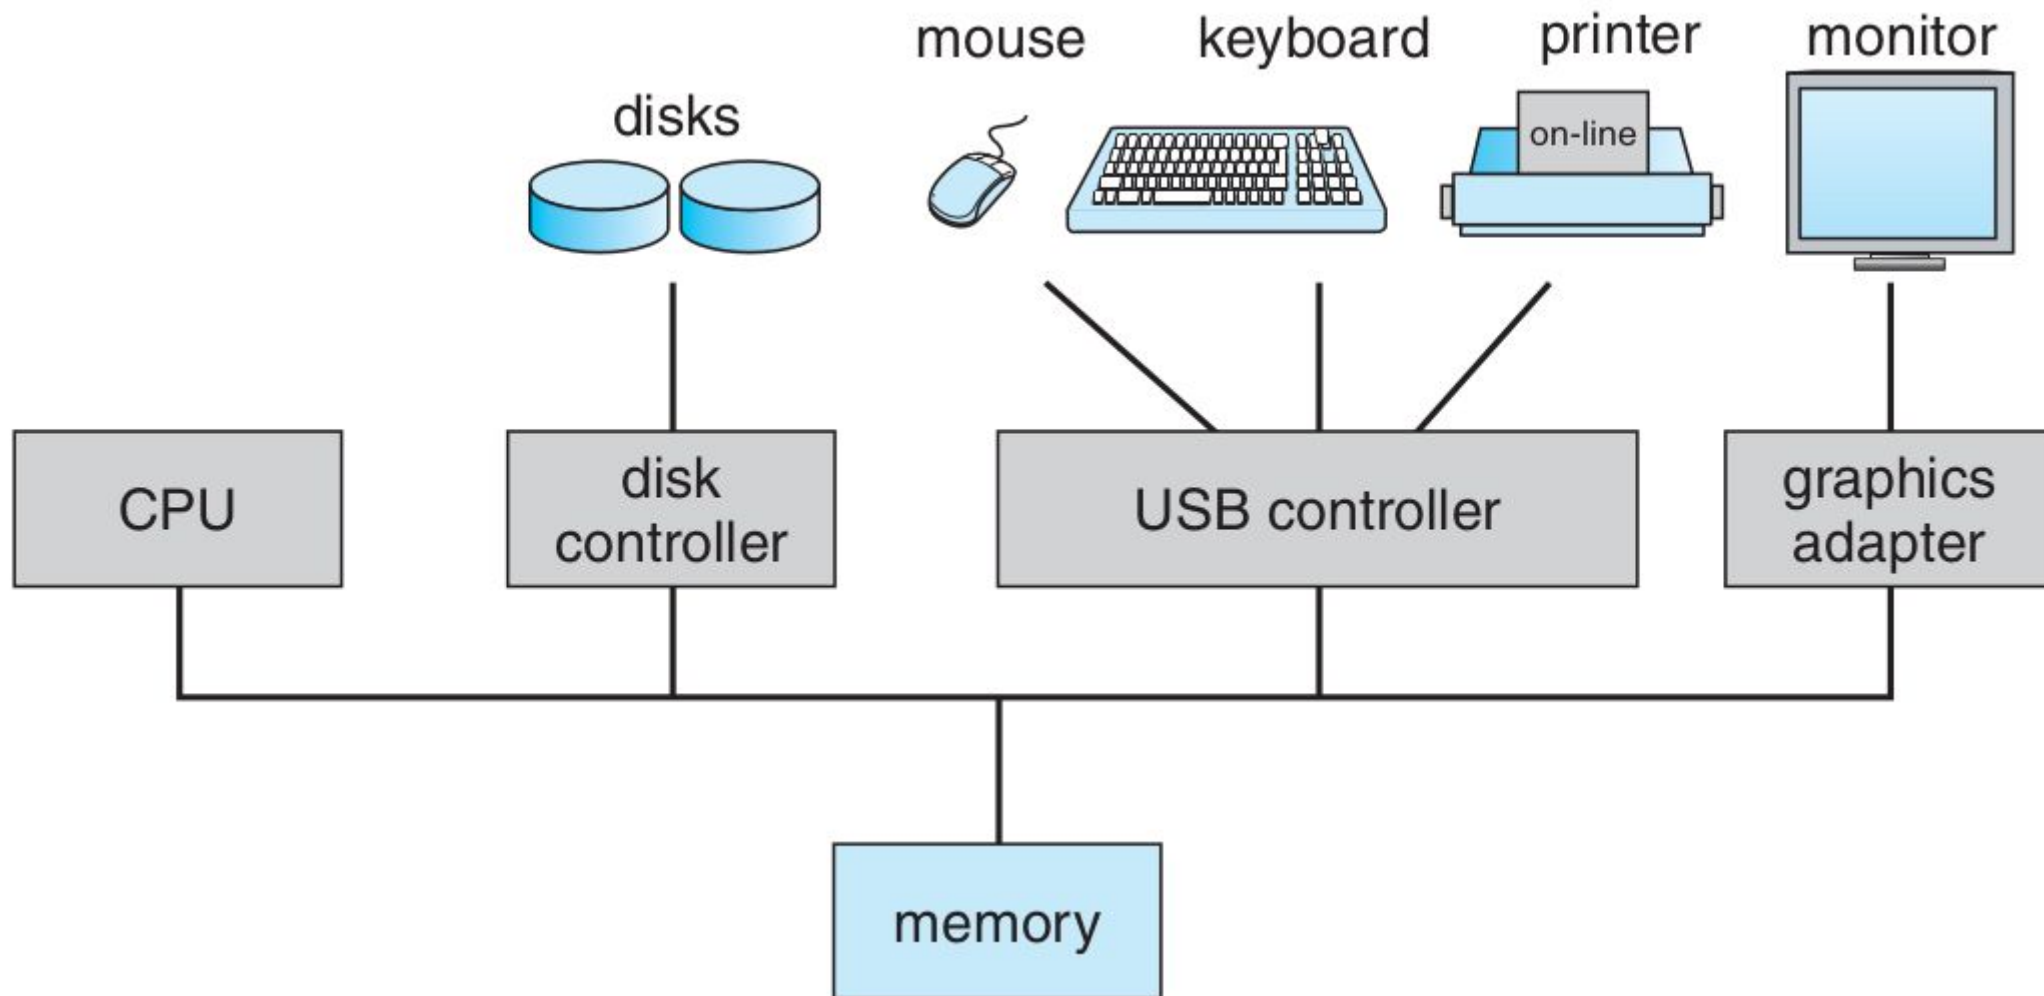 mouse
keyboard
printer
monitor
disks
on-line
CPU
disk
controller
USB controller
graphics
adapter
memory